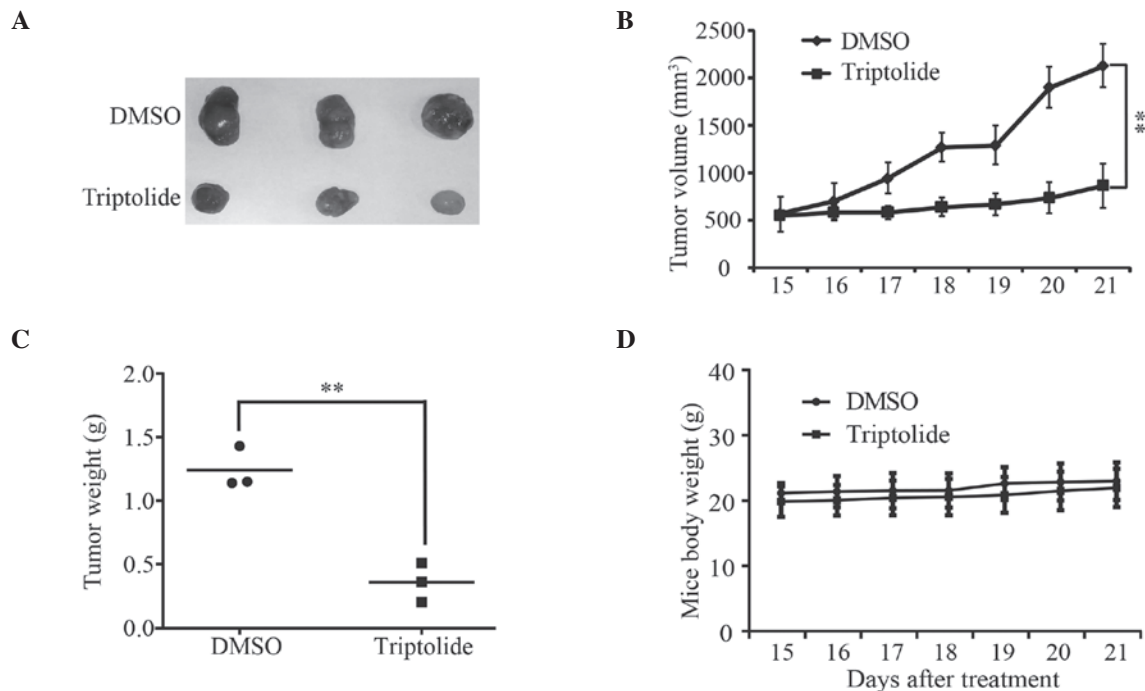 A
DMSO
Triptolide
B
DMSO
Triptolide
Tumor volume (mm³)
2500
2000
1500
1000
500
0
15 16 17 18 19 20 21
**
C
Tumor weight (g)
2.0
1.5
1.0
0.5
0.0
**
DMSO Triptolide
D
DMSO
Triptolide
Mice body weight (g)
40
30
20
10
0
15 16 17 18 19 20 21
Days after treatment